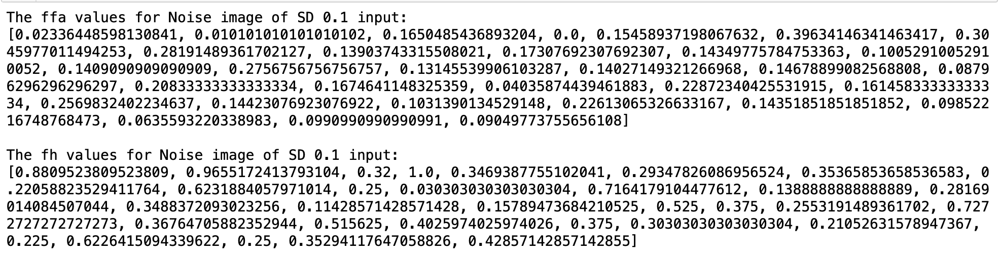 The ffa values for Noise image of SD 0.1 input:
[0.02336448598130841, 0.010101010101010102, 0.1650485436893204, 0.0, 0.15458937198067632, 0.39634146341463417, 0.30
45977011494253, 0.28191489361702127, 0.13903743315508021, 0.17307692307692307, 0.14349775784753363, 0.1005291005291
0052, 0.1409090909090909, 0.2756756756756757, 0.13145539906103287, 0.14027149321266968, 0.14678899082568808, 0.0879
6296296296297, 0.20833333333333334, 0.1674641148325359, 0.04035874439461883, 0.22872340425531915, 0.161458333333333
34, 0.2569832402234637, 0.14423076923076922, 0.1031390134529148, 0.22613065326633167, 0.14351851851851852, 0.098522
16748768473, 0.0635593220338983, 0.0990990990990991, 0.09049773755656108]
The fh values for Noise image of SD 0.1 input:
[0.8809523809523809, 0.9655172413793104, 0.32, 1.0, 0.3469387755102041, 0.29347826086956524, 0.35365853658536583, 0
.22058823529411764, 0.6231884057971014, 0.25, 0.030303030303030304, 0.7164179104477612, 0.1388888888888889, 0.28169
014084507044, 0.3488372093023256, 0.11428571428571428, 0.15789473684210525, 0.525, 0.375, 0.2553191489361702, 0.727
2727272727273, 0.36764705882352944, 0.515625, 0.4025974025974026, 0.375, 0.30303030303030304, 0.21052631578947367,
0.225, 0.6226415094339622, 0.25, 0.35294117647058826, 0.42857142857142855]